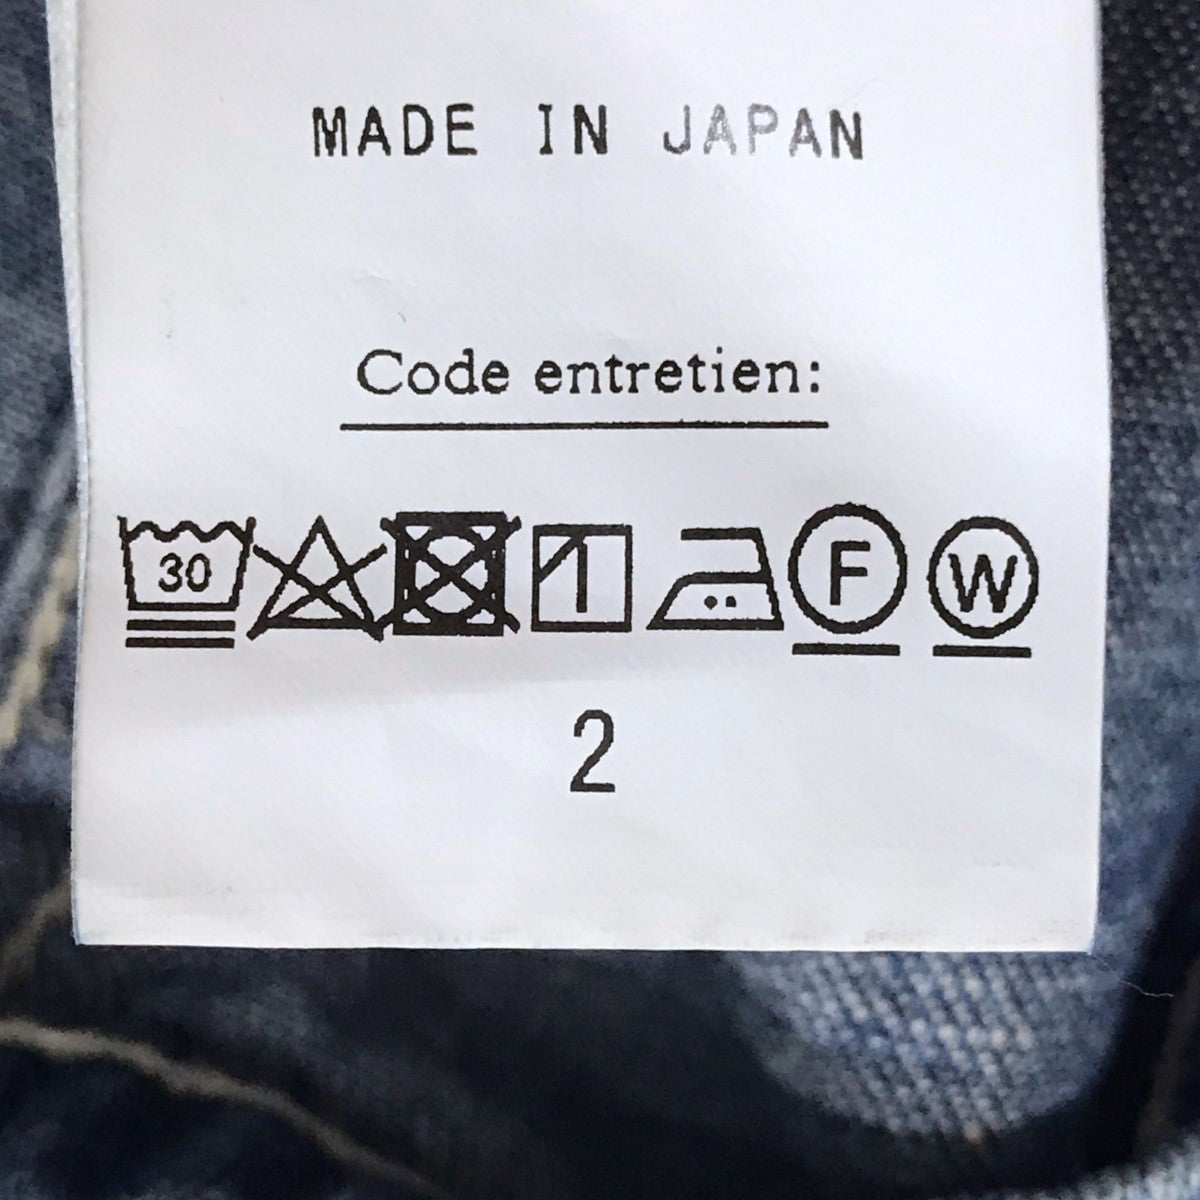 MADE IN JAPAN
Code entretien:
30 F W
2